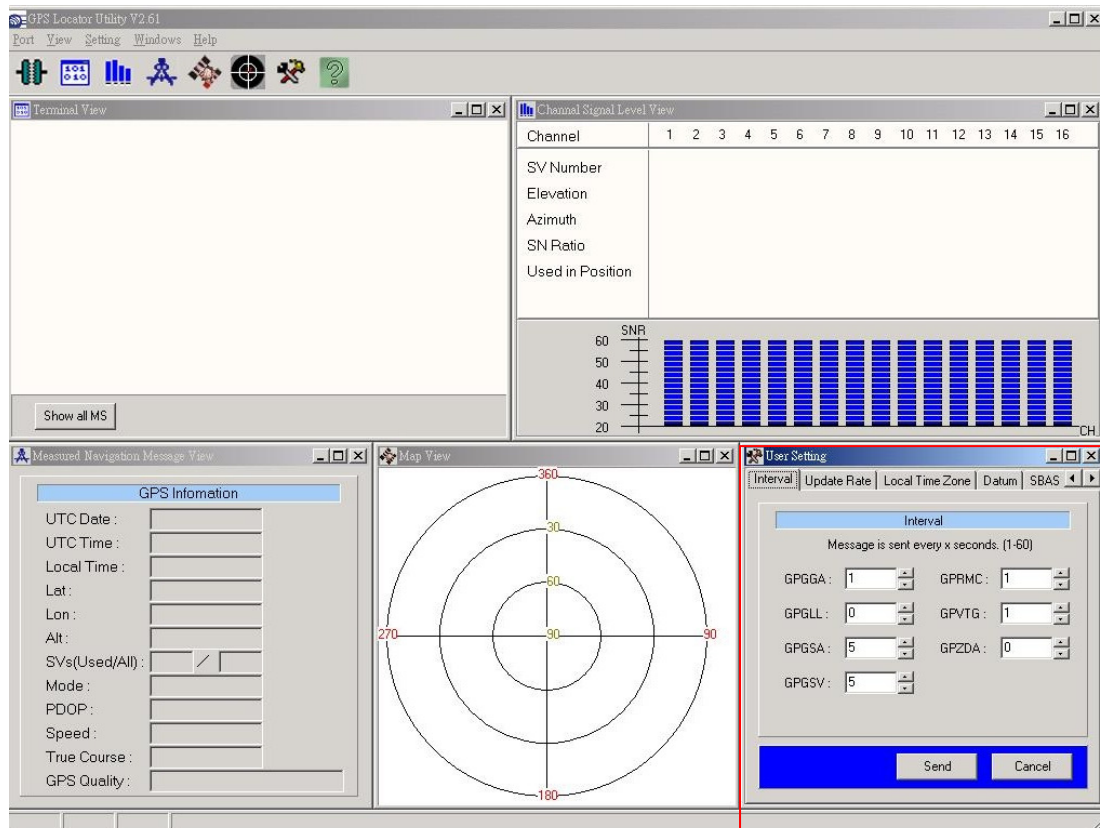 GPS Locator Utility V2.61
Port View Setting Windows Help
101
010
Terminal View
Show all MS
Channel Signal Level View
Channel 1 2 3 4 5 6 7 8 9 10 11 12 13 14 15 16
SV Number
Elevation
Azimuth
SN Ratio
Used in Position
SNR
60
50
40
30
20
CH.
Measured Navigation Message View
GPS Infomation
UTC Date :
UTC Time :
Local Time :
Lat :
Lon :
Alt :
SVs(Used/All) : /
Mode :
PDOP :
Speed :
True Course :
GPS Quality :
Map View
360
30
60
270 90 90
180
User Setting
Interval Update Rate Local Time Zone Datum SBAS
Interval
Message is sent every x seconds. (1-60)
GPGGA : 1 GPRMC : 1
GPGLL : 0 GPVTG : 1
GPGSA : 5 GPZDA : 0
GPGSV : 5
Send Cancel